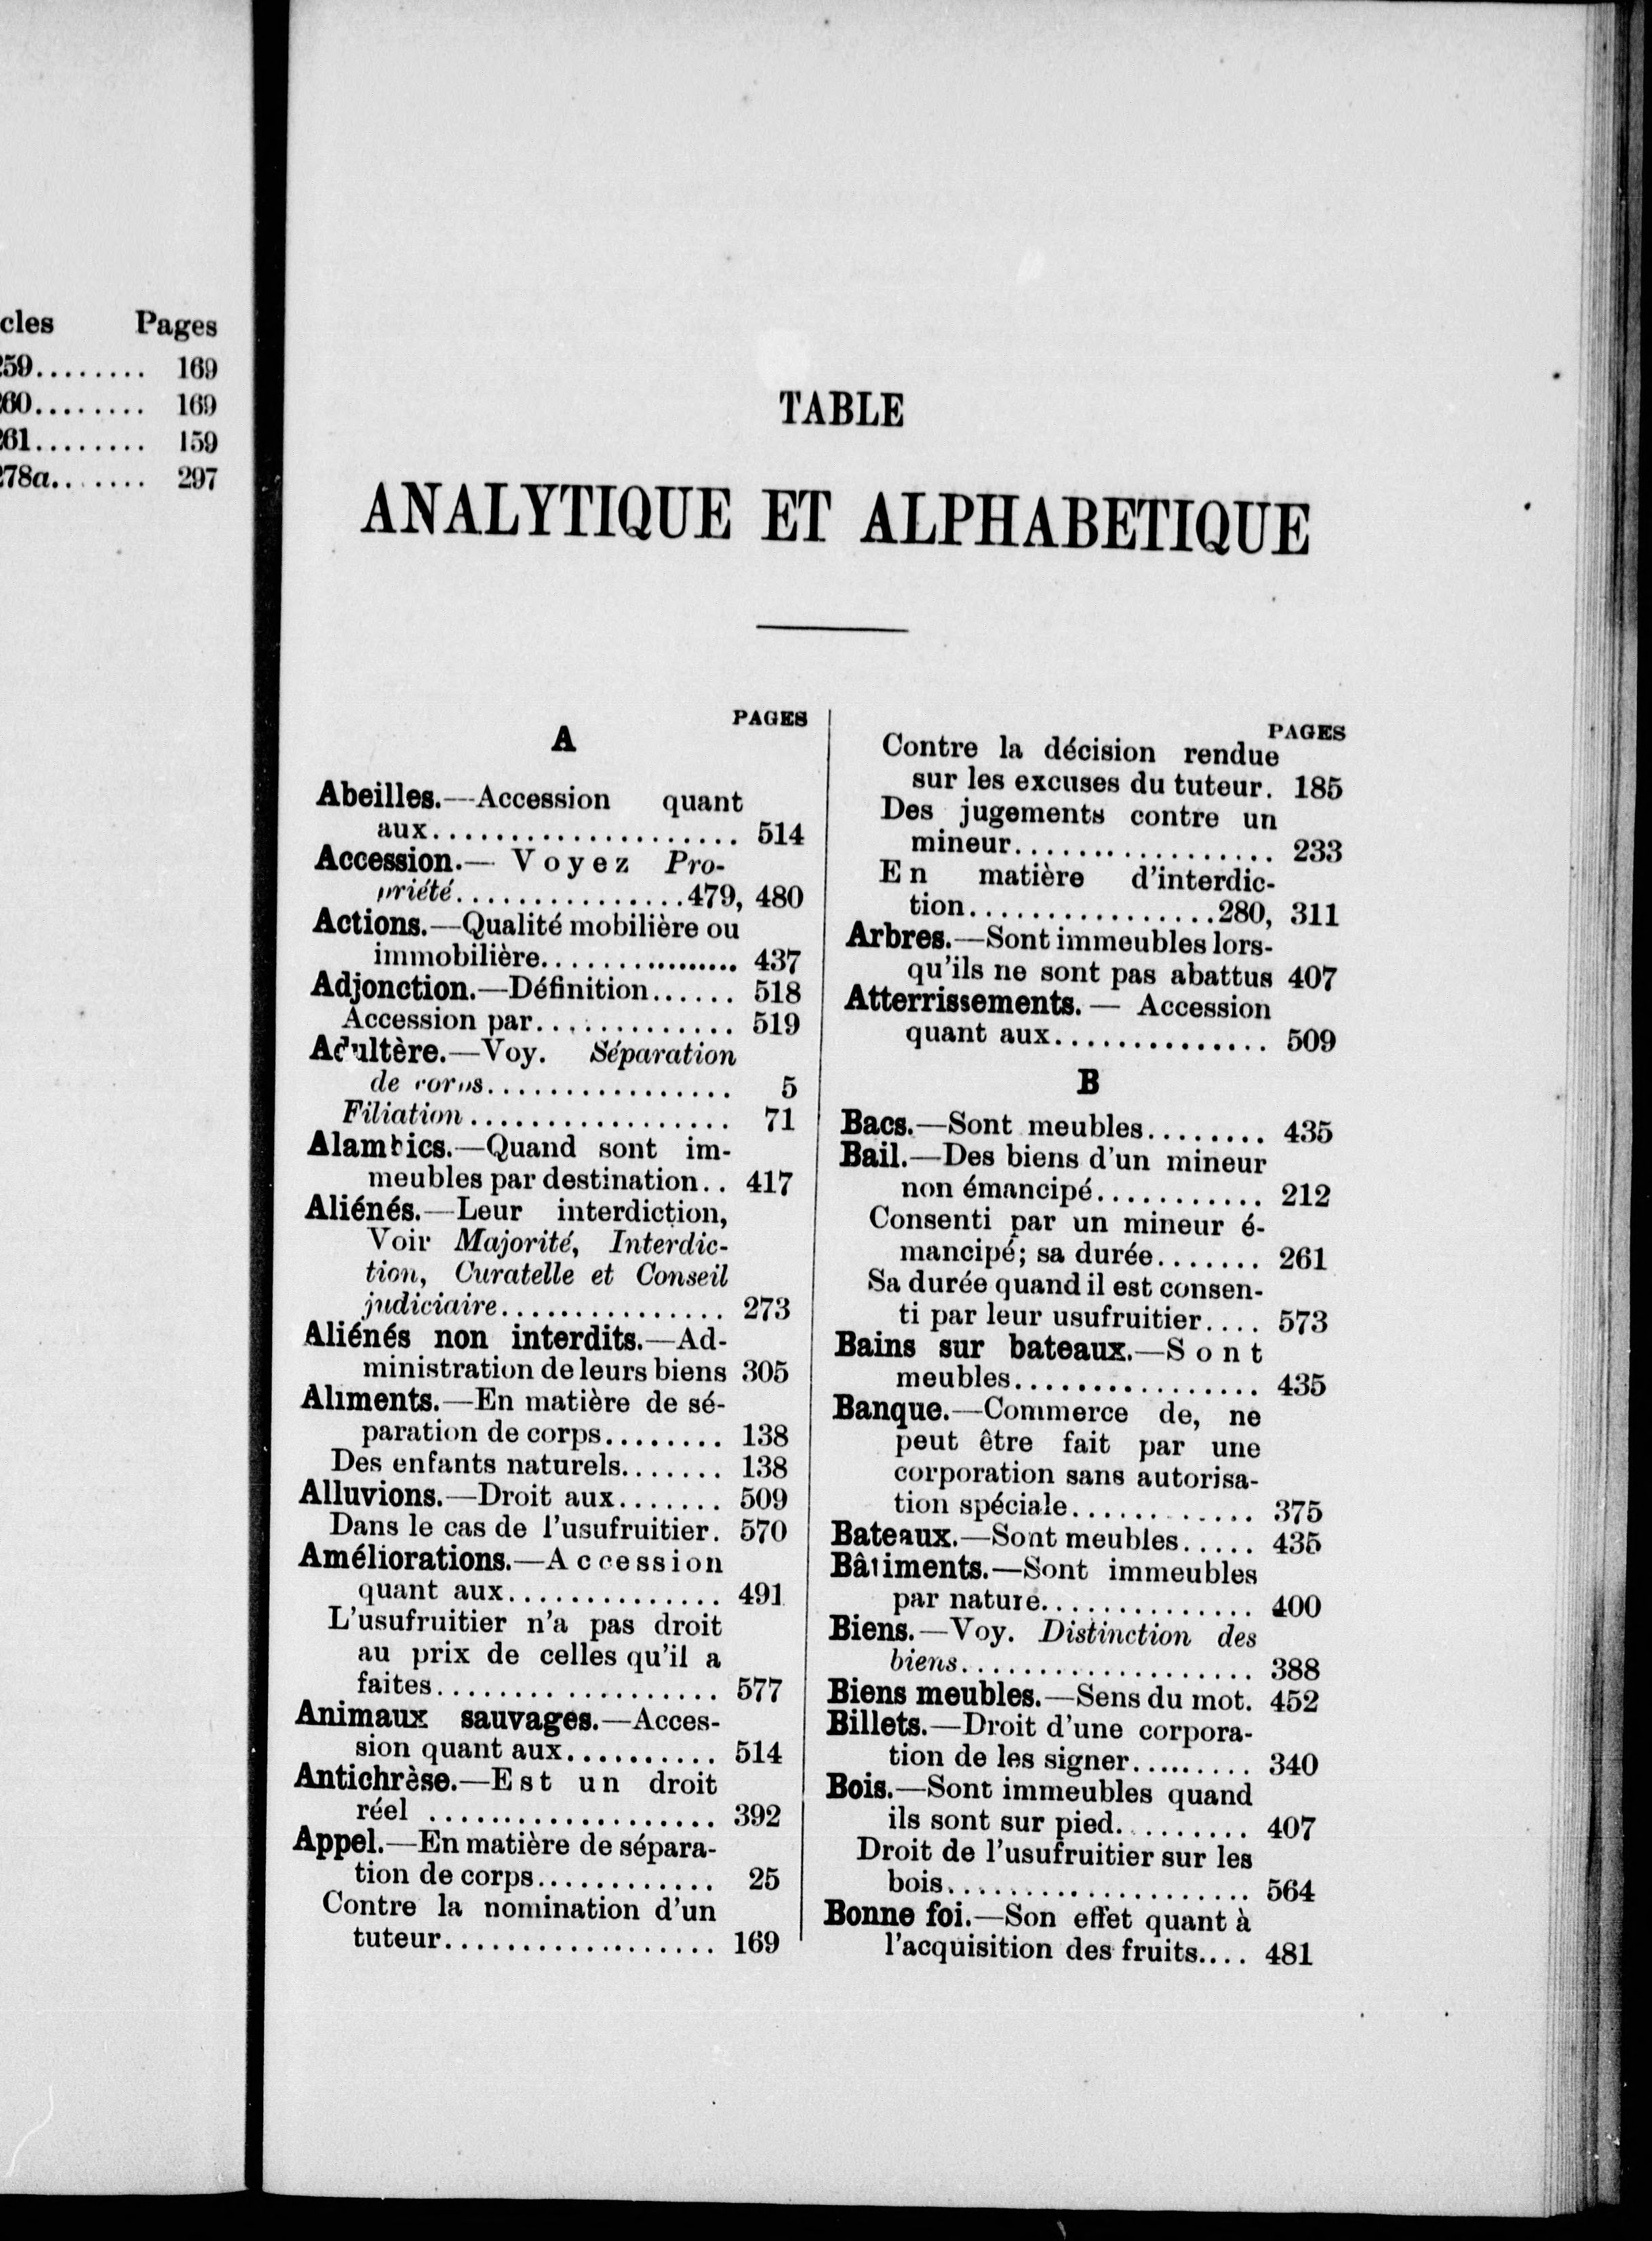 cles Pages
259........ 169
260........ 169
261........ 159
278a....... 297
TABLE
ANALYTIQUE ET ALPHABETIQUE
PAGES
A
Abeilles.—Accession quant
aux.................... 514
Accession.— Voyez Pro-
priété...............479, 480
Actions.—Qualité mobilière ou
immobilière................ 437
Adjonction.—Définition...... 518
Accession par............. 519
Adultère.—Voy. Séparation
de corps................ 5
Filiation ................. 71
Alambics.—Quand sont im-
meubles par destination.. 417
Aliénés.—Leur interdiction,
Voir Majorité, Interdic-
tion, Curatelle et Conseil
judiciaire............... 273
Aliénés non interdits.—Ad-
ministration de leurs biens 305
Aliments.—En matière de sé-
paration de corps........ 138
Des enfants naturels....... 138
Alluvions.—Droit aux....... 509
Dans le cas de l'usufruitier. 570
Améliorations.—Accession
quant aux.............. 491
L'usufruitier n'a pas droit
au prix de celles qu'il a
faites.................. 577
Animaux sauvages.—Acces-
sion quant aux.......... 514
Antichrèse.—Est un droit
réel ................... 392
Appel.—En matière de sépara-
tion de corps............ 25
Contre la nomination d'un
tuteur.................. 169
PAGES
Contre la décision rendue
sur les excuses du tuteur. 185
Des jugements contre un
mineur................. 233
En matière d'interdic-
tion................280, 311
Arbres.—Sont immeubles lors-
qu'ils ne sont pas abattus 407
Atterrissements.— Accession
quant aux.............. 509
B
Bacs.—Sont meubles........ 435
Bail.—Des biens d'un mineur
non émancipé........... 212
Consenti par un mineur é-
mancipé; sa durée....... 261
Sa durée quand il est consen-
ti par leur usufruitier.... 573
Bains sur bateaux.—Sont
meubles................ 435
Banque.—Commerce de, ne
peut être fait par une
corporation sans autorisa-
tion spéciale............ 375
Bateaux.—Sont meubles..... 435
Bâtiments.—Sont immeubles
par nature.............. 400
Biens.—Voy. Distinction des
biens................... 388
Biens meubles.—Sens du mot. 452
Billets.—Droit d'une corpora-
tion de les signer.......... 340
Bois.—Sont immeubles quand
ils sont sur pied......... 407
Droit de l'usufruitier sur les
bois.................... 564
Bonne foi.—Son effet quant à
l'acquisition des fruits.... 481